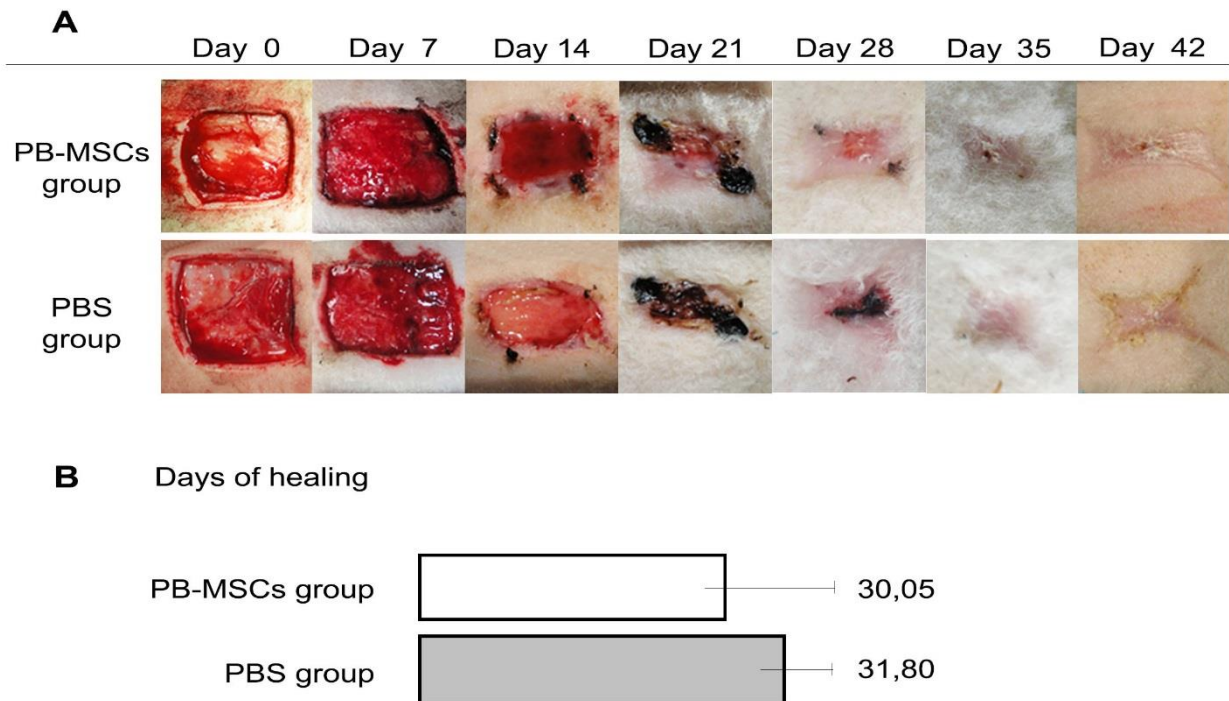 A
Day 0 Day 7 Day 14 Day 21 Day 28 Day 35 Day 42
PB-MSCs
group
PBS
group
B Days of healing
PB-MSCs group 30,05
PBS group 31,80